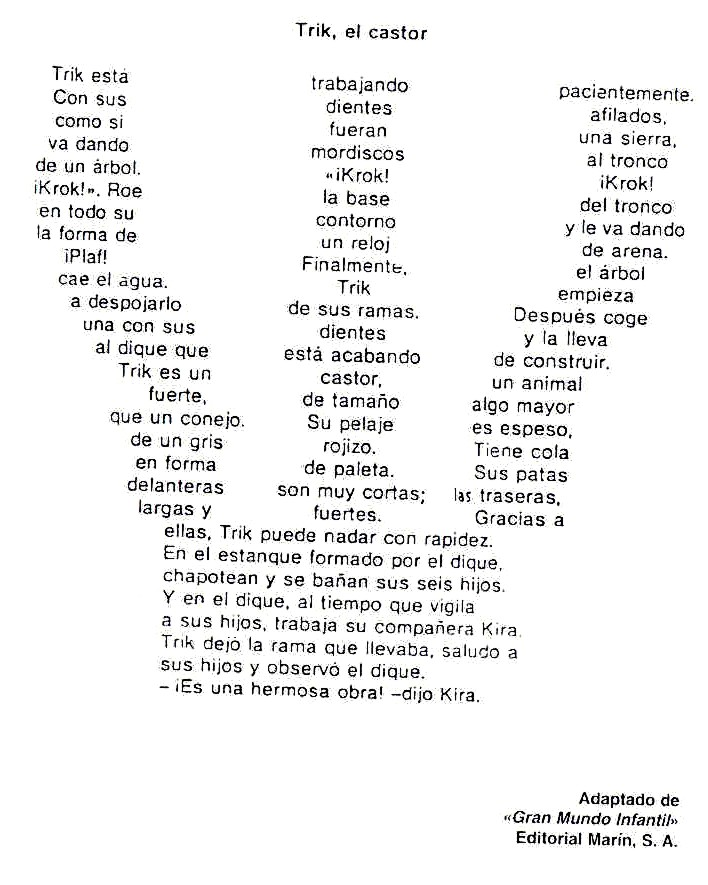 Trik, el castor
Trik está trabajando pacientemente.
Con sus dientes afilados,
como si fueran una sierra,
va dando mordiscos al tronco
de un árbol. «¡Krok! ¡Krok!
¡Krok!». Roe la base del tronco
en todo su contorno y le va dando
la forma de un reloj de arena.
¡Plaf! Finalmente, el árbol
cae el agua. Trik empieza
a despojarlo de sus ramas. Después coge
una con sus dientes y la lleva
al dique que está acabando de construir.
Trik es un castor, un animal
fuerte, de tamaño algo mayor
que un conejo. Su pelaje es espeso,
de un gris rojizo. Tiene cola
en forma de paleta. Sus patas
delanteras son muy cortas; las traseras,
largas y fuertes. Gracias a
ellas, Trik puede nadar con rapidez.
En el estanque formado por el dique,
chapotean y se bañan sus seis hijos.
Y en el dique, al tiempo que vigila
a sus hijos, trabaja su compañera Kira.
Trik dejó la rama que llevaba, saludo a
sus hijos y observó el dique.
– ¡Es una hermosa obra! –dijo Kira.
Adaptado de
«Gran Mundo Infantil»
Editorial Marín, S. A.